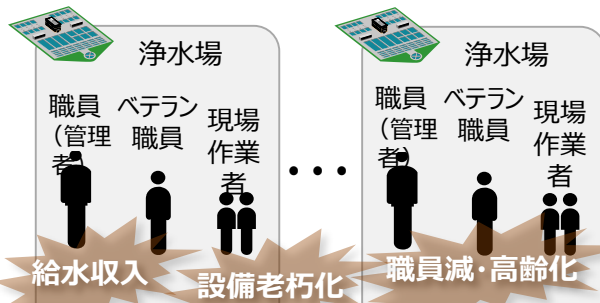 浄水場
職員
(管理
者)
ベテラン
職員
現場
作業
者
・・・
浄水場
職員
(管理
者)
ベテラン
職員
現場
作業
者
給水収入
設備老朽化
職員減・高齢化